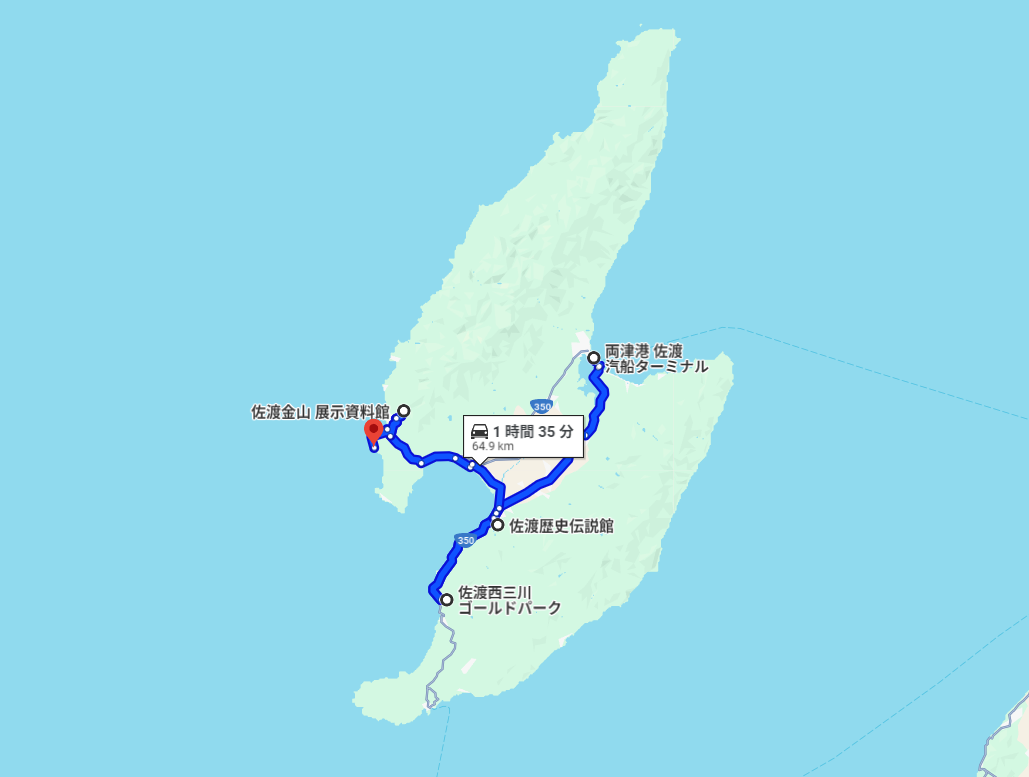 両津港 佐渡
汽船ターミナル
350
佐渡金山 展示資料館
1 時間 35 分
64.9 km
佐渡歴史伝説館
350
佐渡西三川
ゴールドパーク